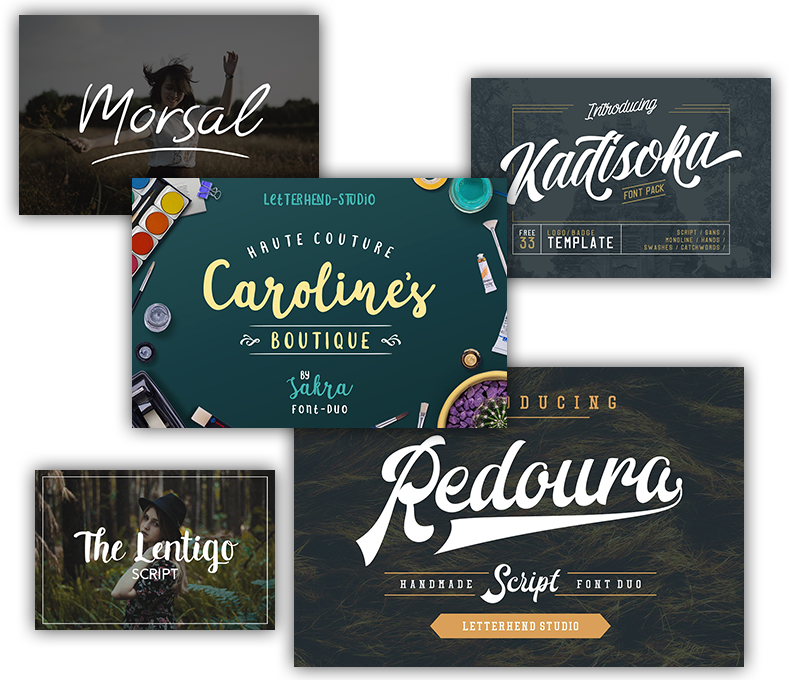 Morsal
Introducing
Kadisoka
FONT PACK
FREE
33
LOGO/BADGE
TEMPLATE
SCRIPT / SANS /
MONOLINE / HANDS /
SWASHES / CATCHWORDS /
LETTERHEND-STUDIO
HAUTE COUTURE
Caroline's
BOUTIQUE
BY
Sakra
FONT-DUO
DUCING
Redoura
HANDMADE Script FONT DUO
LETTERHEND STUDIO
The Lentigo
SCRIPT